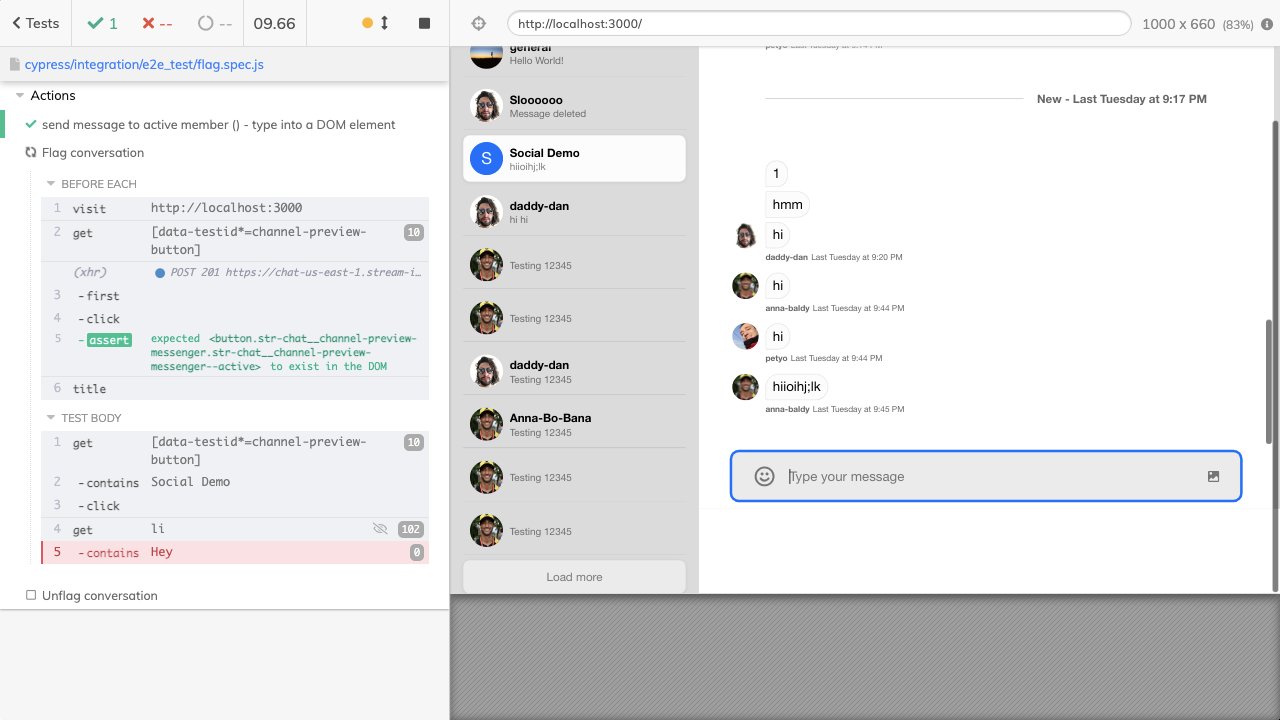 Tests
1
--
--
09.66
http://localhost:3000/
1000 x 660 (83%)
cypress/integration/e2e_test/flag.spec.js
Actions
send message to active member () - type into a DOM element
Flag conversation
BEFORE EACH
1 visit http://localhost:3000
2 get [data-testid*=channel-preview-
button] 10
(xhr) POST 201 https://chat-us-east-1.stream-i…
3 -first
4 -click
5 assert expected <button.str-chat__channel-preview-
messenger.str-chat__channel-preview-
messenger--active> to exist in the DOM
6 title
TEST BODY
1 get [data-testid*=channel-preview-
button] 10
2 -contains Social Demo
3 -click
4 get li 102
5 -contains Hey 0
Unflag conversation
general
Hello World!
Sloooooo
Message deleted
S
Social Demo
hiioihj;lk
daddy-dan
hi hi
Testing 12345
Testing 12345
daddy-dan
Testing 12345
Anna-Bo-Bana
Testing 12345
Testing 12345
Testing 12345
Load more
New - Last Tuesday at 9:17 PM
1
hmm
hi
daddy-dan Last Tuesday at 9:20 PM
hi
anna-baldy Last Tuesday at 9:44 PM
hi
petyo Last Tuesday at 9:44 PM
hiioihj;lk
anna-baldy Last Tuesday at 9:45 PM
Type your message